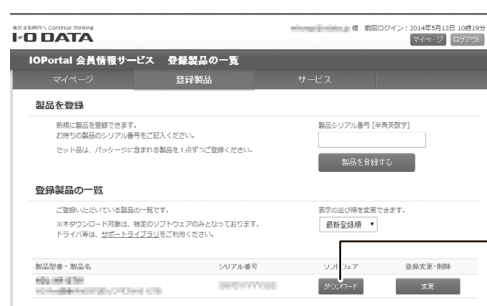 進化する明日へ Continue thinking
I-O DATA
様 前回ログイン:2014年5月13日 10時19分
マイページ
ログアウト
IOPortal 会員情報サービス 登録製品の一覧
マイページ
登録製品
サービス
製品を登録
新規に製品を登録できます。
お持ちの製品のシリアル番号をご記入ください。
セット品は、パッケージに含まれる製品を1点ずつご登録ください。
製品シリアル番号 [半角英数字]
製品を登録する
登録製品の一覧
ご登録いただいている製品の一覧です。
※本ダウンロード対象は、特定のソフトウェアのみとなっております。
ドライバ等は、サポートライブラリをご利用ください。
表示の並び順を変更できます。
最新登録順
製品型番・製品名
シリアル番号
ソフトウェア
登録変更・削除
ダウンロード
変更